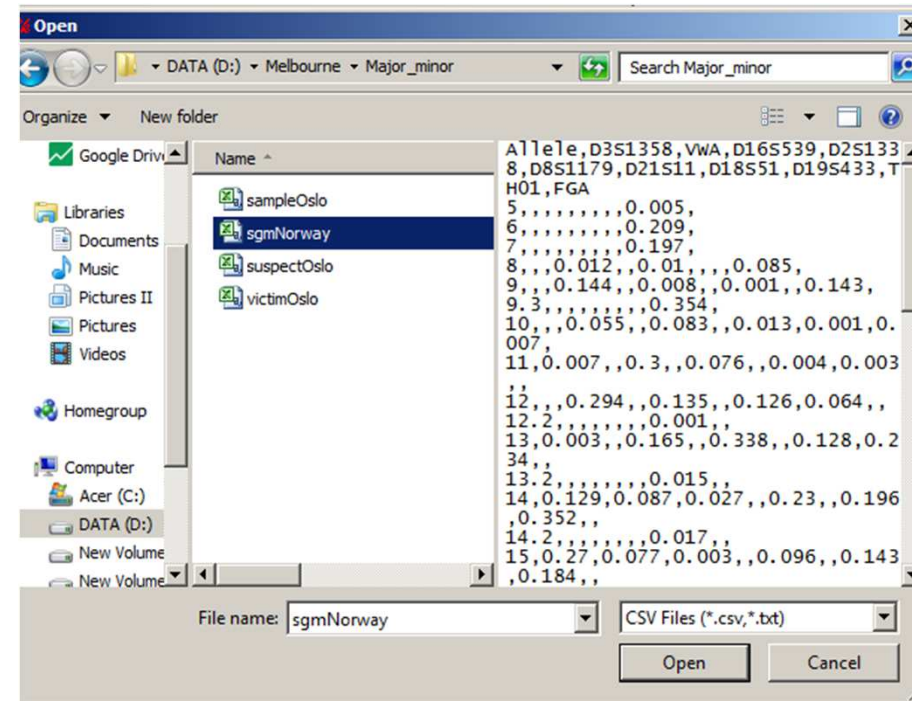 Open
DATA (D:) Melbourne Major_minor
Search Major_minor
Organize New folder
Google Driv
Libraries
Documents
Music
Pictures II
Pictures
Videos
Homegroup
Computer
Acer (C:)
DATA (D:)
New Volume
New Volume
Name
sampleOslo
sgmNorway
suspectOslo
victimOslo
Allele,D3S1358,VWA,D16S539,D2S133
8,D8S1179,D21S11,D18S51,D19S433,T
H01,FGA
5,,,,,,,,,0.005,
6,,,,,,,,,0.209,
7,,,,,,,,,0.197,
8,,,0.012,,0.01,,,,0.085,
9,,,0.144,,0.008,,0.001,,0.143,
9.3,,,,,,,,,0.354,
10,,,0.055,,0.083,,0.013,0.001,0.
007,
11,0.007,,0.3,,0.076,,0.004,0.003
,,
12,,,0.294,,0.135,,0.126,0.064,,
12.2,,,,,,,,0.001,,
13,0.003,,0.165,,0.338,,0.128,0.2
34,,
13.2,,,,,,,,0.015,,
14,0.129,0.087,0.027,,0.23,,0.196
,0.352,,
14.2,,,,,,,,0.017,,
15,0.27,0.077,0.003,,0.096,,0.143
,0.184,,
File name: sgmNorway
CSV Files (*.csv,*.txt)
Open Cancel